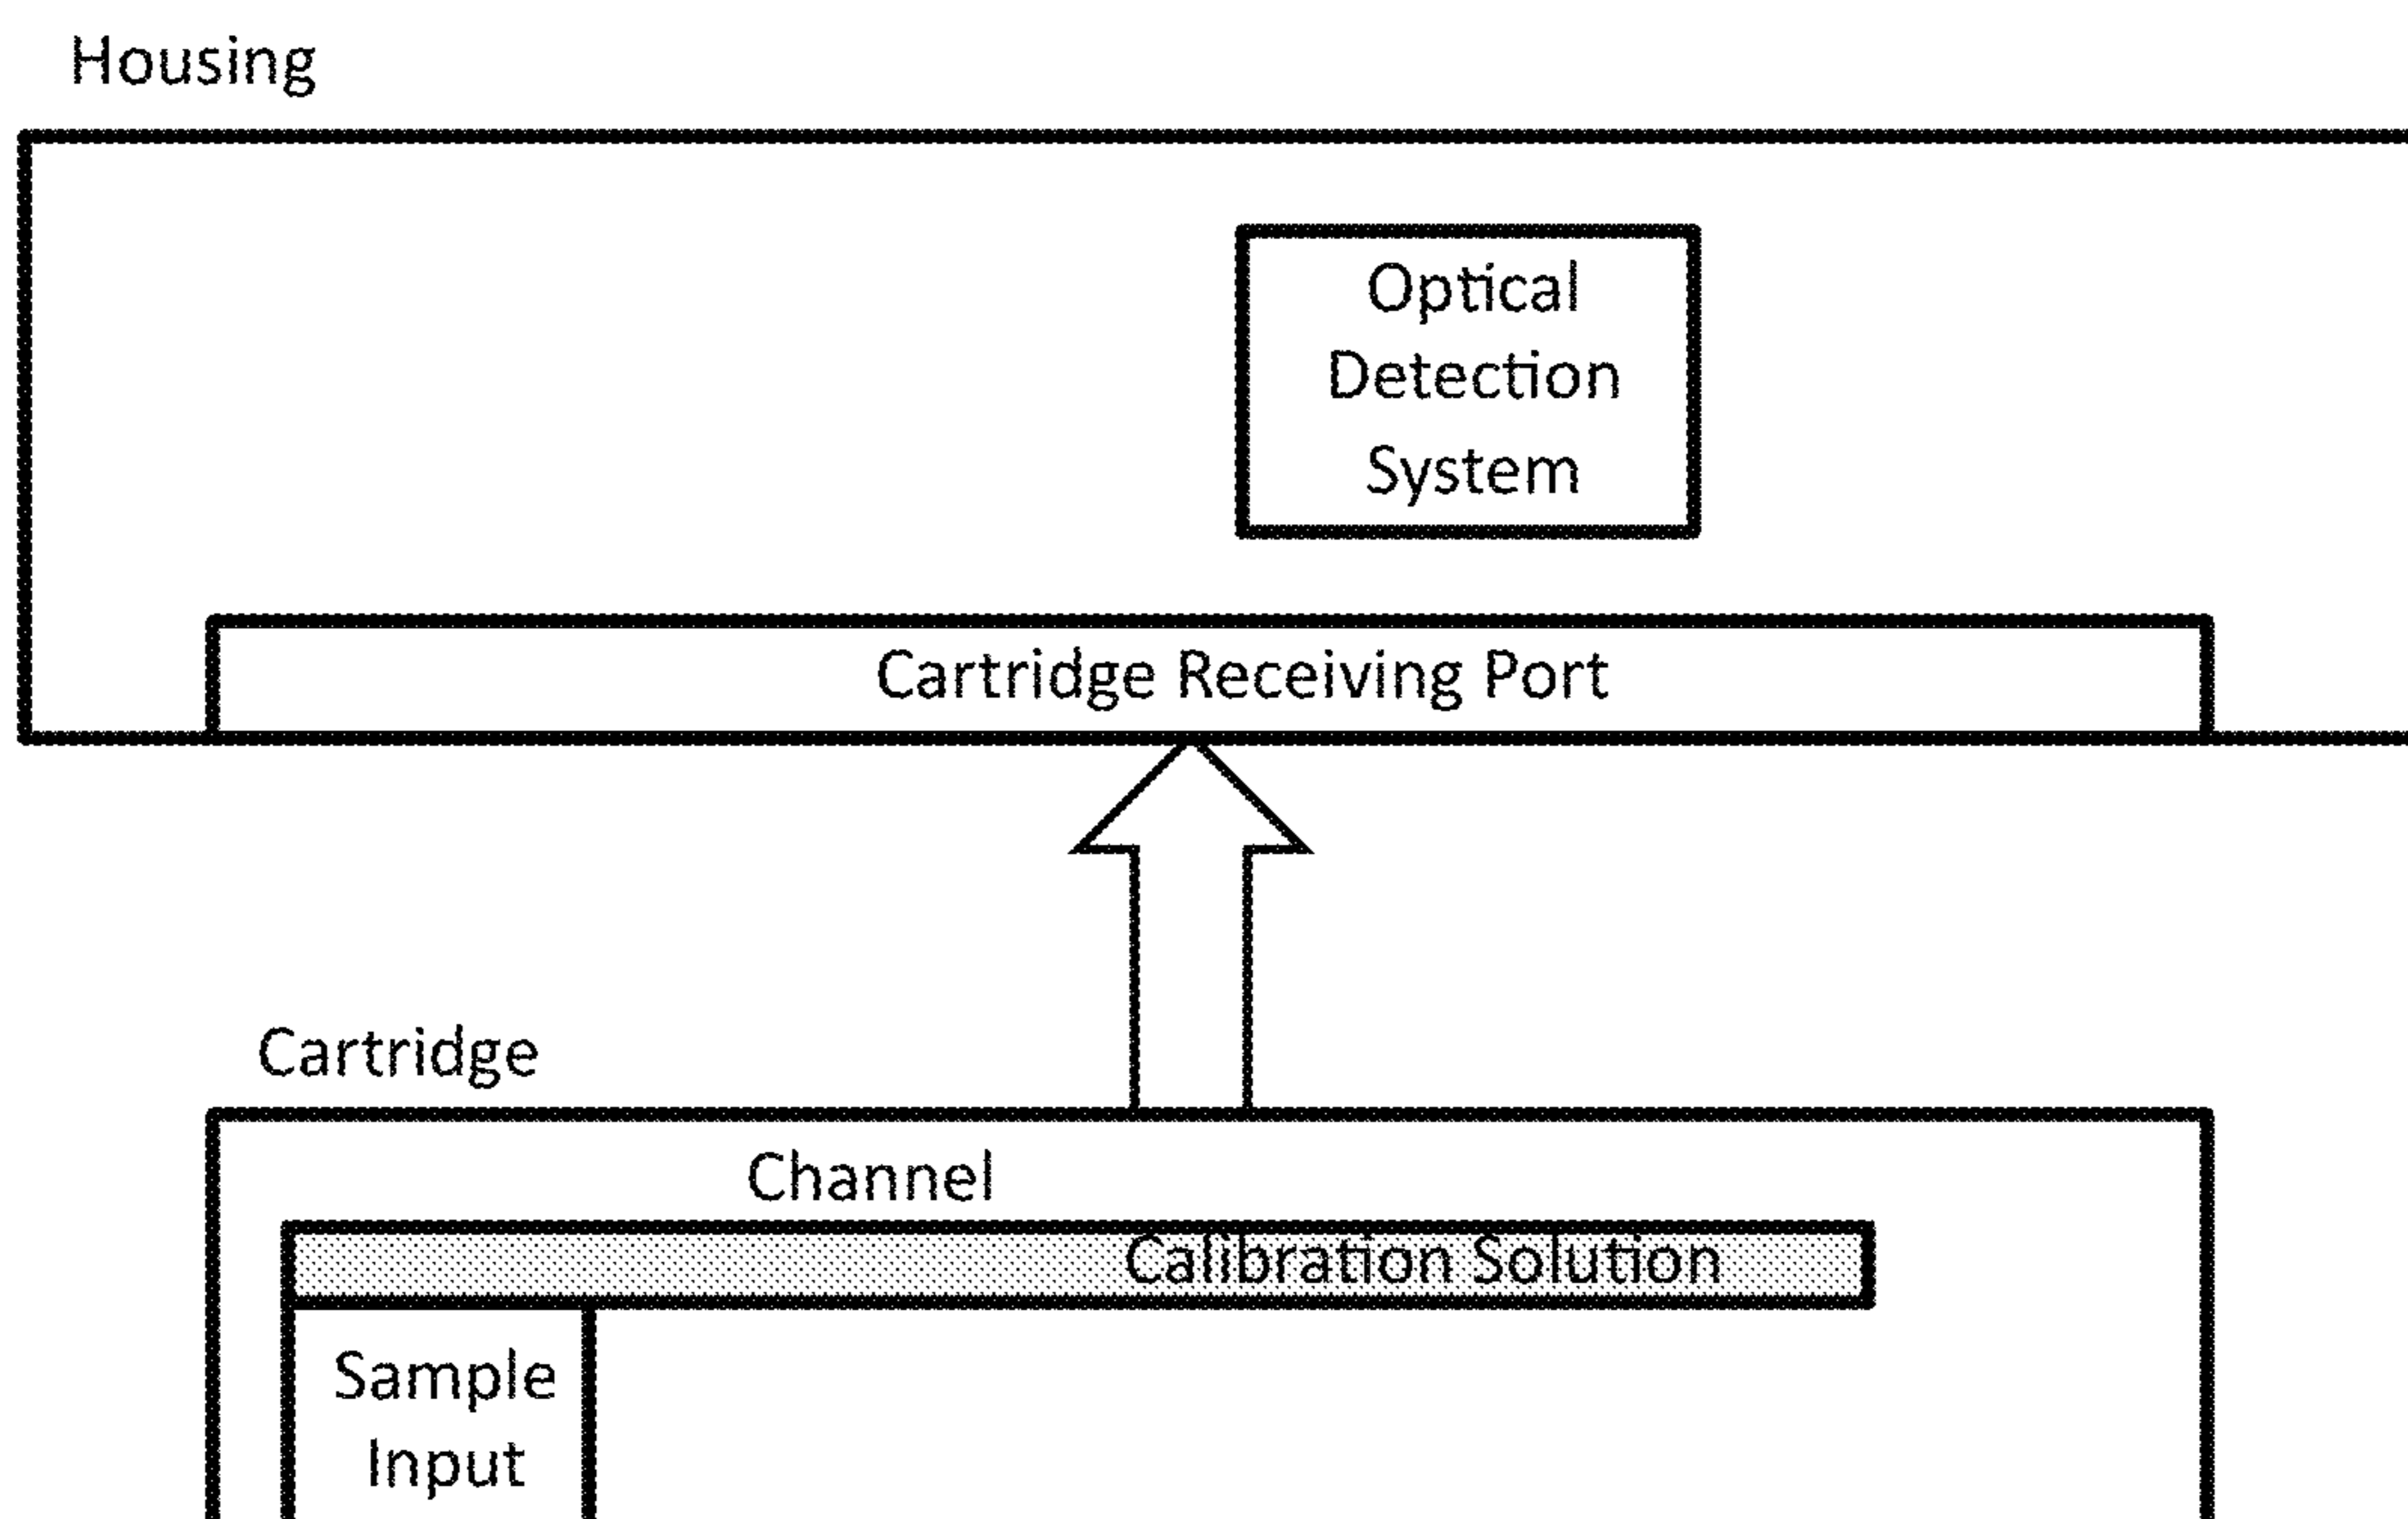 Housing
Optical
Detection
System
Cartridge Receiving Port
Cartridge
Channel
Calibration Solution
Sample
Input